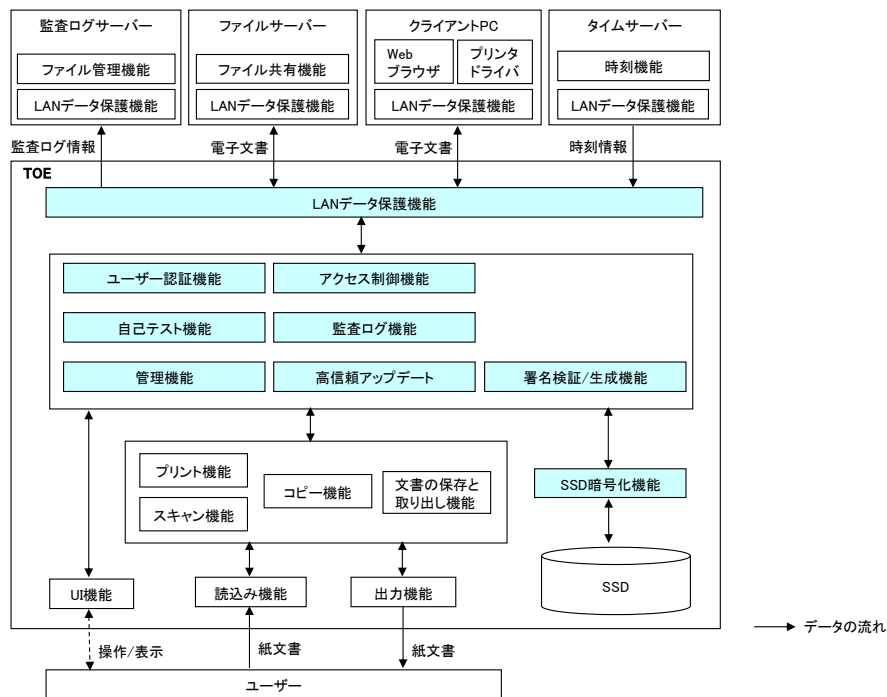 監査ログサーバー
ファイル管理機能
LANデータ保護機能
ファイルサーバー
ファイル共有機能
LANデータ保護機能
クライアントPC
Web
ブラウザ
プリンタ
ドライバ
LANデータ保護機能
タイムサーバー
時刻機能
LANデータ保護機能
監査ログ情報
電子文書
電子文書
時刻情報
TOE
LANデータ保護機能
ユーザー認証機能
アクセス制御機能
自己テスト機能
監査ログ機能
管理機能
高信頼アップデート
署名検証/生成機能
プリント機能
スキャン機能
コピー機能
文書の保存と
取り出し機能
SSD暗号化機能
SSD
UI機能
読込み機能
出力機能
データの流れ
操作/表示
紙文書
紙文書
ユーザー